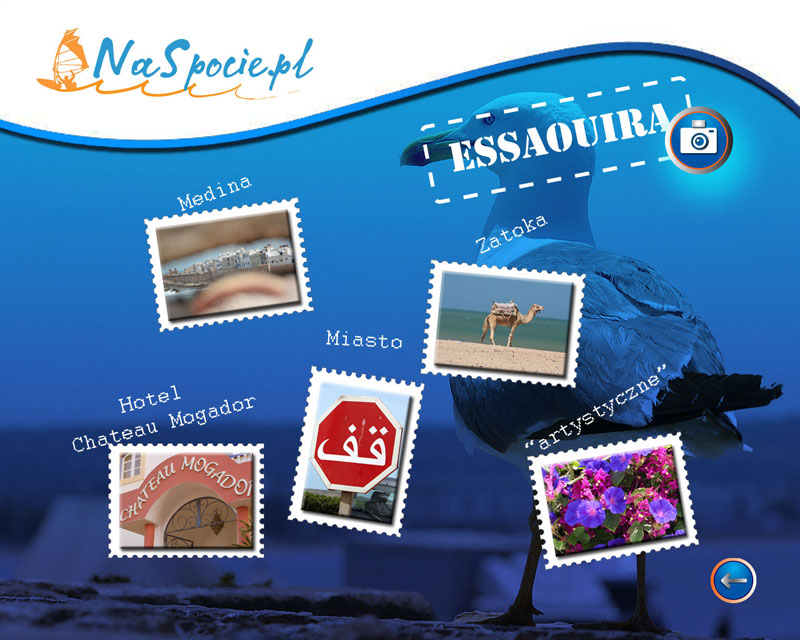 NaSpocie.pl
ESSAOUIRA
Medina
Zatoka
Miasto
قف
Hotel
Chateau Mogador
CHATEAU MOGADOR
"artystyczne"